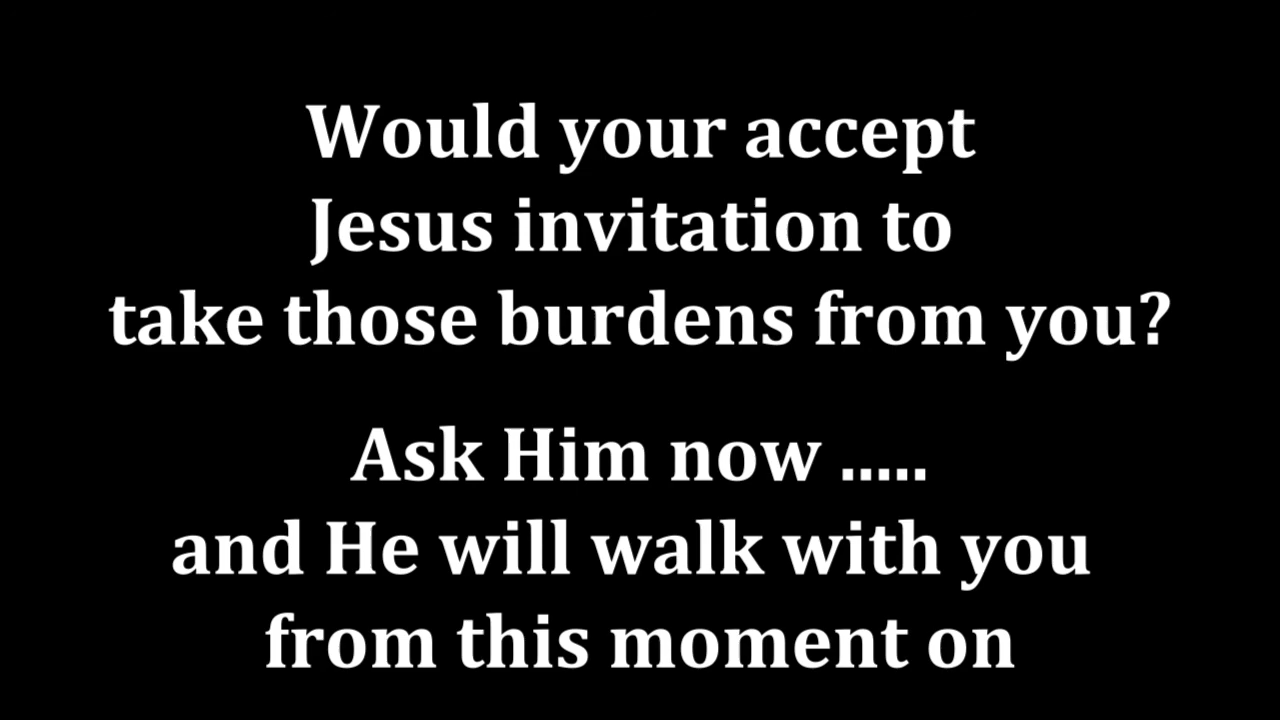 Would your accept
Jesus invitation to
take those burdens from you?
Ask Him now .....
and He will walk with you
from this moment on